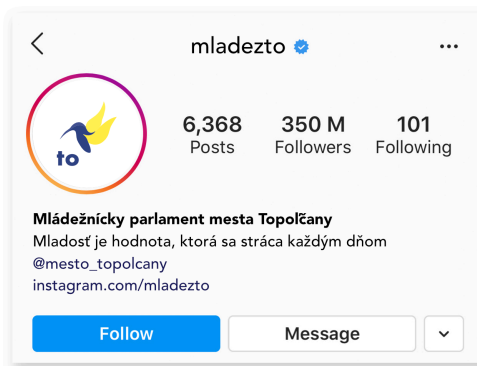 mladezto
to
6,368 350 M 101
Posts Followers Following
Mládežnícky parlament mesta Topoľčany
Mladosť je hodnota, ktorá sa stráca každým dňom
@mesto_topolcany
instagram.com/mladezto
Follow Message